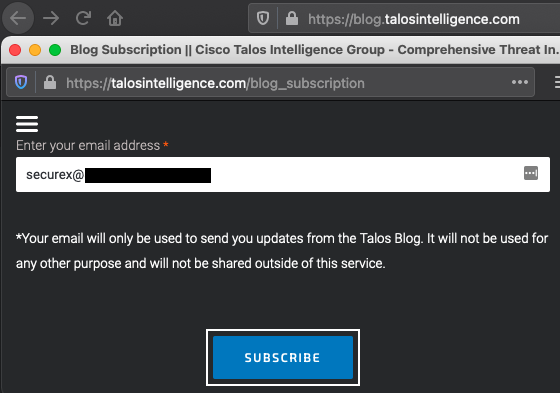 https://blog.talosintelligence.com
Blog Subscription || Cisco Talos Intelligence Group - Comprehensive Threat In...
https://talosintelligence.com/blog_subscription
Enter your email address *
securex@
*Your email will only be used to send you updates from the Talos Blog. It will not be used for
any other purpose and will not be shared outside of this service.
SUBSCRIBE